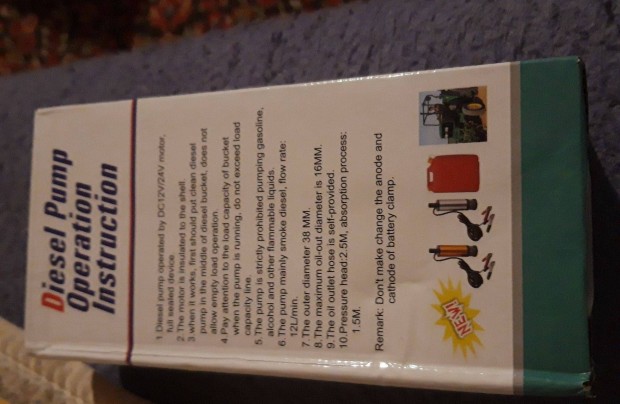 Diesel Pump
Operation
Instruction
1.Diesel pump operated by DC12V/24V motor,
full sealed device.
2.The motor is insulated to the shell.
3.when it works, first should put clean diesel
pump in the middle of diesel bucket, does not
allow empty load operation.
4.Pay attention to the load capacity of bucket
when the pump is running, do not exceed load
capacity line.
5.The pump is strictly prohibited pumping gasoline,
alcohol and other flammable liquids.
6.The pump mainly smoke diesel, flow rate:
12L/min.
7.The outer diameter 38 MM.
8.The maximum oil-out diameter is 16MM.
9.The oil outlet hose is self-provided.
10.Pressure head:2.5M, absorption process:
1.5M.
Remark: Don't make change the anode and
cathode of battery clamp.
NEW!